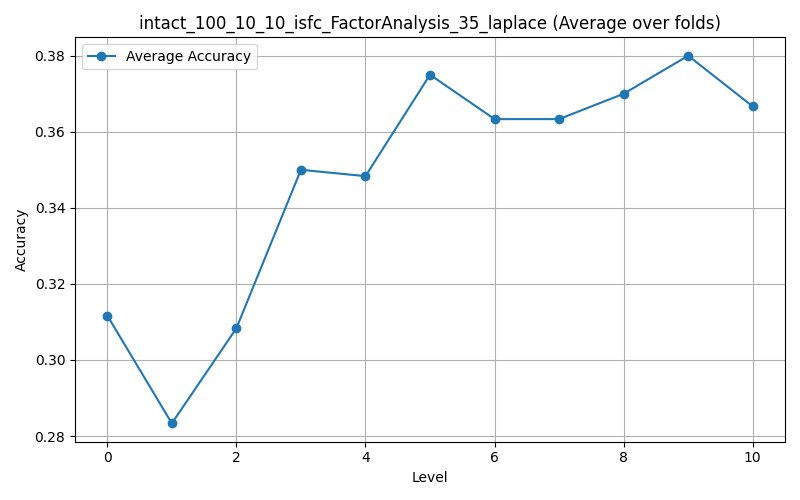 intact_100_10_10_isfc_FactorAnalysis_35_laplace (Average over folds)
Average Accuracy
0.38
0.36
0.34
0.32
0.30
0.28
Accuracy
0 2 4 6 8 10
Level